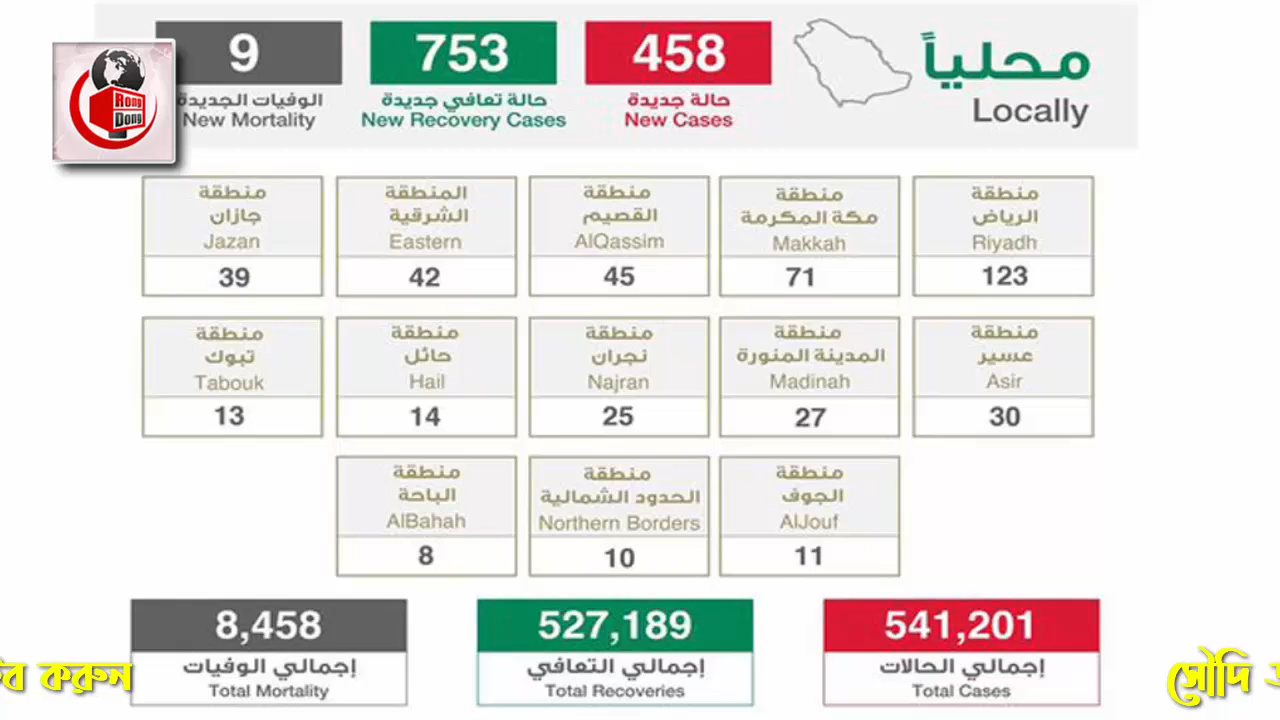 9
753
458
محلياً
Locally
الوفيات الجديدة
حالة تعافي جديدة
حالة جديدة
New Mortality
New Recovery Cases
New Cases
Rong
Dong
منطقة
جازان
Jazan
39
المنطقة
الشرقية
Eastern
42
منطقة
القصيم
AlQassim
45
منطقة
مكة المكرمة
Makkah
71
منطقة
الرياض
Riyadh
123
منطقة
تبوك
Tabouk
13
منطقة
حائل
Hail
14
منطقة
نجران
Najran
25
منطقة
المدينة المنورة
Madinah
27
منطقة
عسير
Asir
30
منطقة
الباحة
AlBahah
8
منطقة
الحدود الشمالية
Northern Borders
10
منطقة
الجوف
AlJouf
11
8,458
إجمالي الوفيات
Total Mortality
527,189
إجمالي التعافي
Total Recoveries
541,201
إجمالي الحالات
Total Cases
করুন
সৌদি